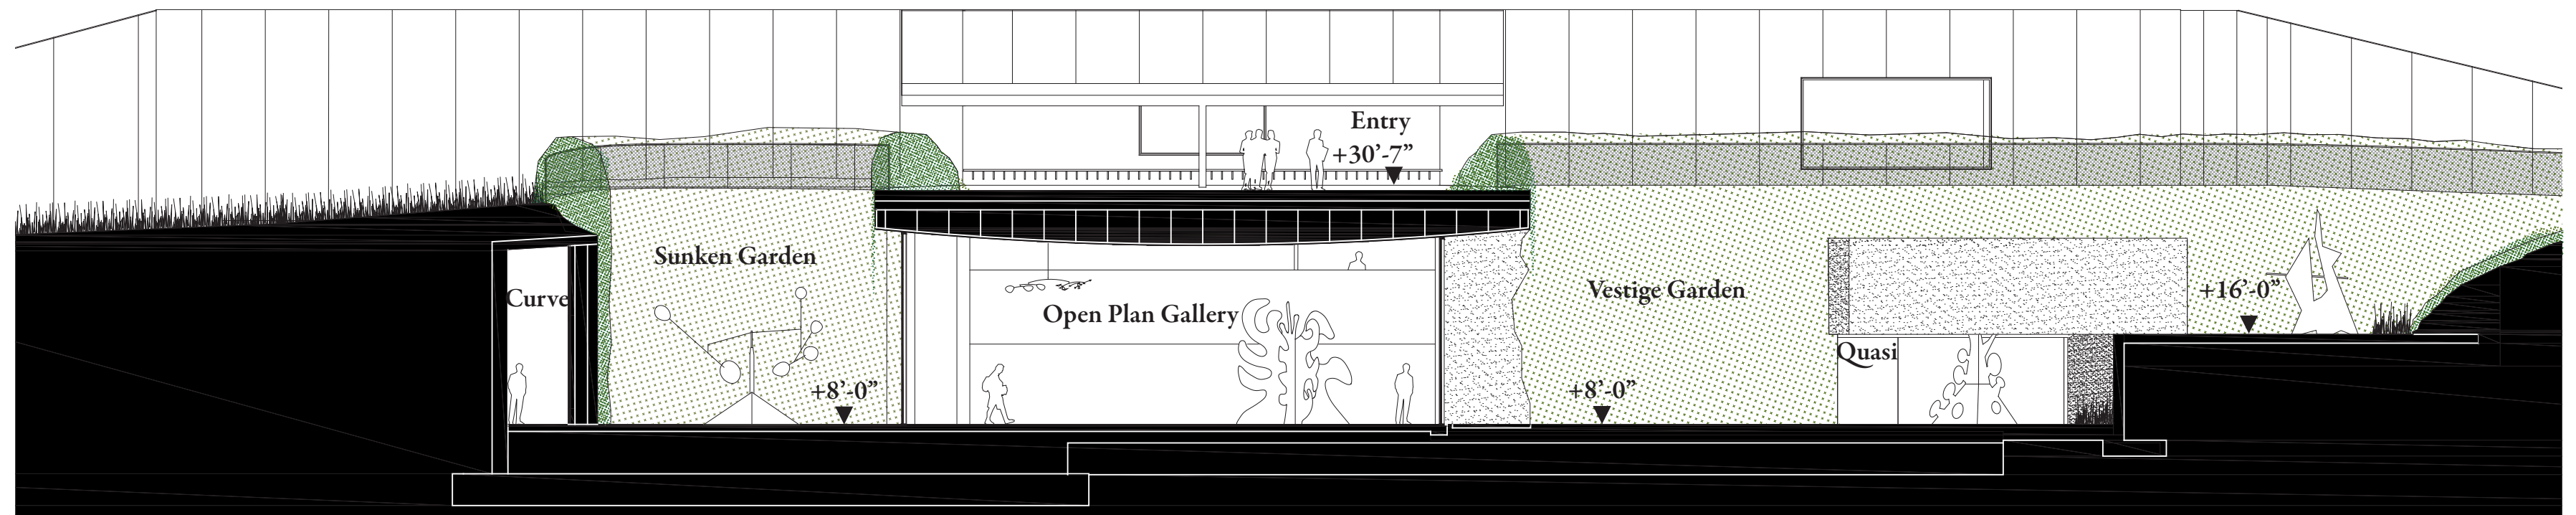 Entry
+30’-7”
Sunken Garden
Curve
Open Plan Gallery
Vestige Garden
+16’-0”
Quasi
+8’-0”
+8’-0”